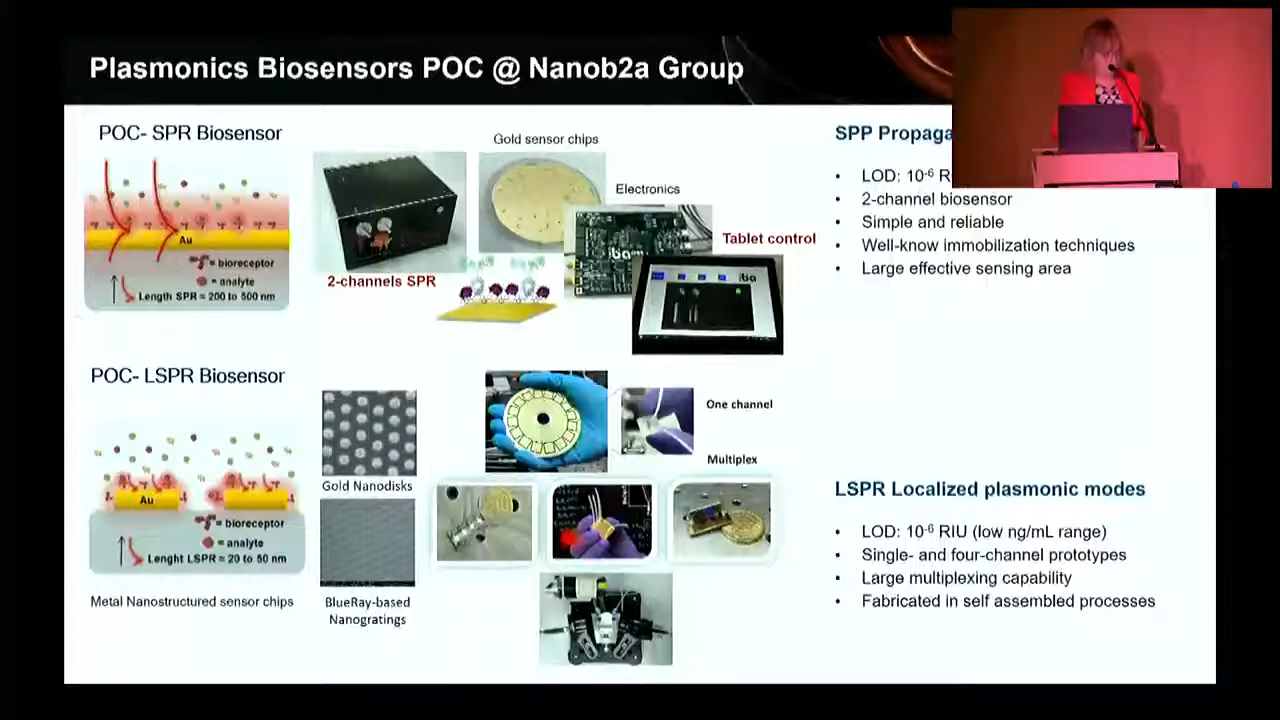 Plasmonics Biosensors POC @ Nanob2a Group
POC- SPR Biosensor
Au
= bioreceptor
= analyte
Length SPR = 200 to 500 nm
Gold sensor chips
Electronics
Tablet control
2-channels SPR
iba
SPP Propaga
• LOD: 10-6 R
• 2-channel biosensor
• Simple and reliable
• Well-know immobilization techniques
• Large effective sensing area
POC- LSPR Biosensor
Au
= bioreceptor
= analyte
Lenght LSPR = 20 to 50 nm
Metal Nanostructured sensor chips
Gold Nanodisks
BlueRay-based
Nanogratings
One channel
Multiplex
LSPR Localized plasmonic modes
• LOD: 10-6 RIU (low ng/mL range)
• Single- and four-channel prototypes
• Large multiplexing capability
• Fabricated in self assembled processes